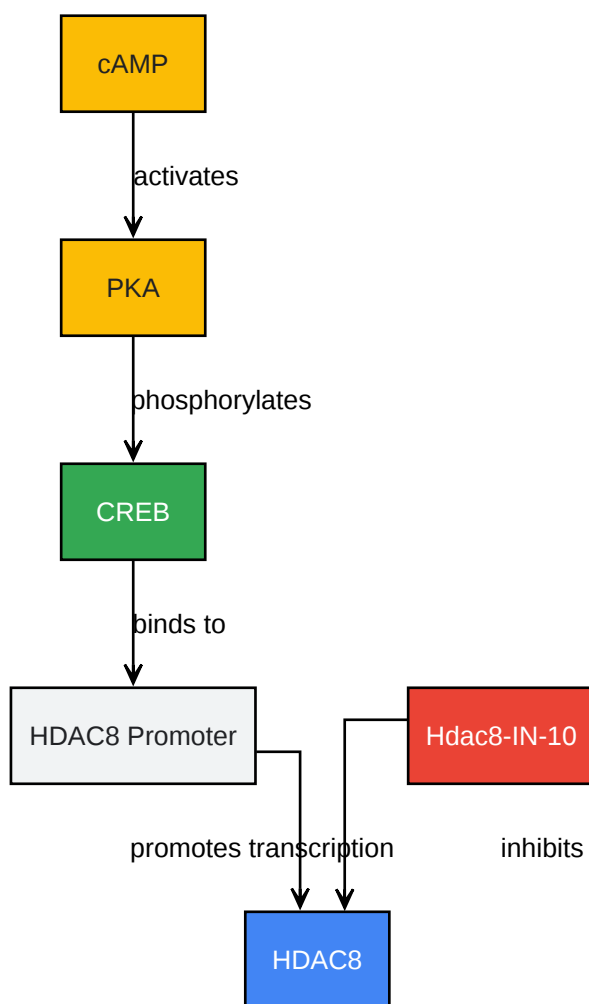 cAMP
activates
PKA
phosphorylates
CREB
binds to
HDAC8 Promoter
Hdac8-IN-10
promotes transcription
inhibits
HDAC8